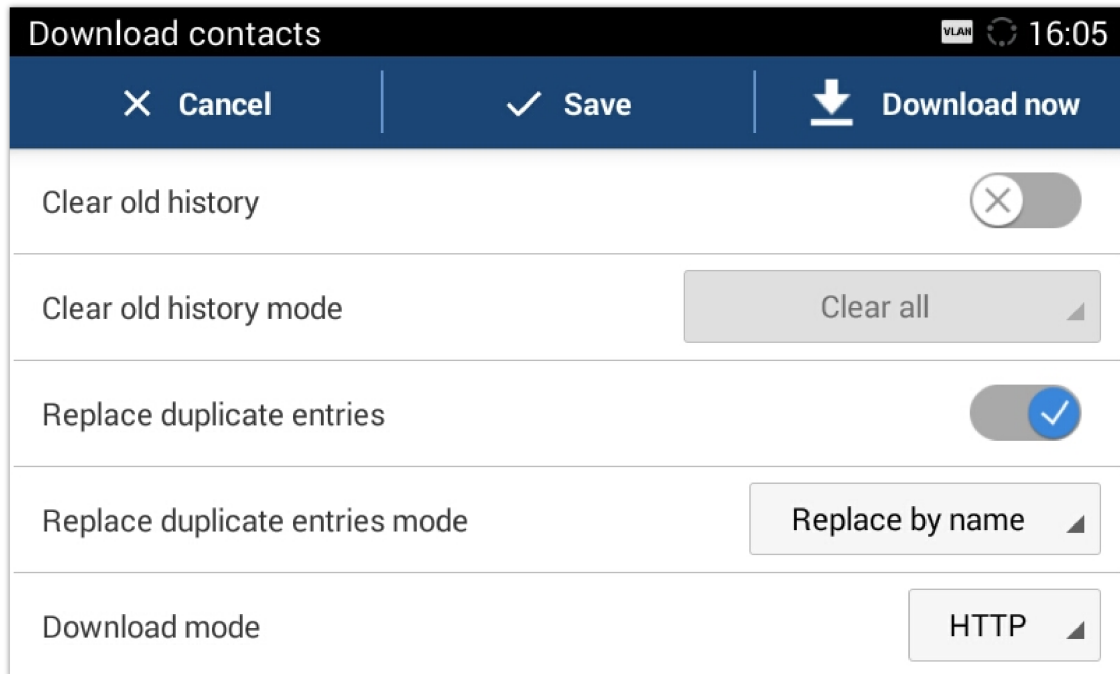 Download contacts VLAN 16:05
Cancel Save Download now
Clear old history
Clear old history mode Clear all
Replace duplicate entries
Replace duplicate entries mode Replace by name
Download mode HTTP